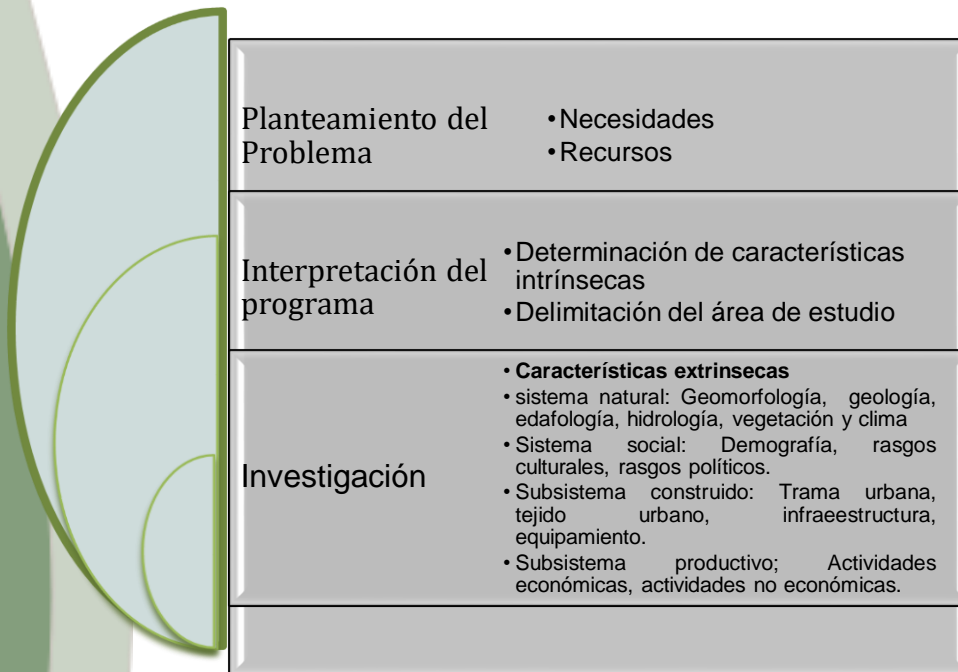 Planteamiento del
Problema
•Necesidades
•Recursos
Interpretación del
programa
•Determinación de características
intrínsecas
•Delimitación del área de estudio
Investigación
• Características extrinsecas
• sistema natural: Geomorfología, geología,
edafología, hidrología, vegetación y clima
• Sistema social: Demografía, rasgos
culturales, rasgos políticos.
• Subsistema construido: Trama urbana,
tejido urbano, infraeestructura,
equipamiento.
• Subsistema productivo; Actividades
económicas, actividades no económicas.